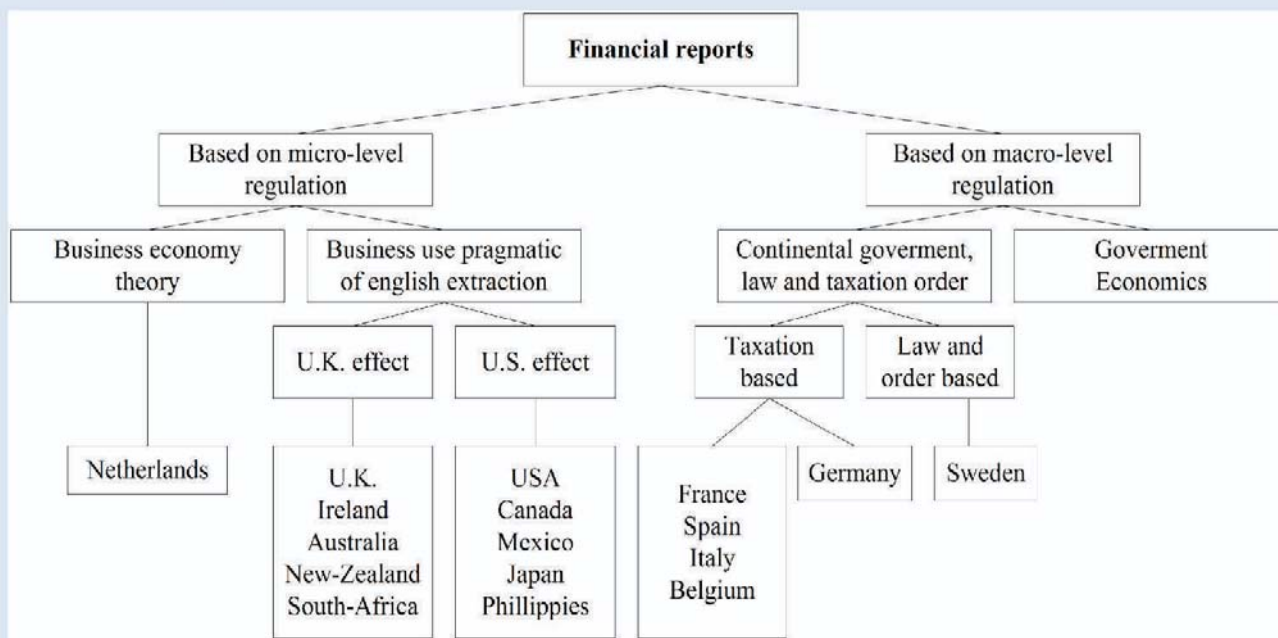 Financial reports
Based on micro-level
regulation
Based on macro-level
regulation
Business economy
theory
Business use pragmatic
of english extraction
Continental goverment,
law and taxation order
Goverment
Economics
U.K. effect
U.S. effect
Taxation
based
Law and
order based
Netherlands
U.K.
Ireland
Australia
New-Zealand
South-Africa
USA
Canada
Mexico
Japan
Phillippies
France
Spain
Italy
Belgium
Germany
Sweden